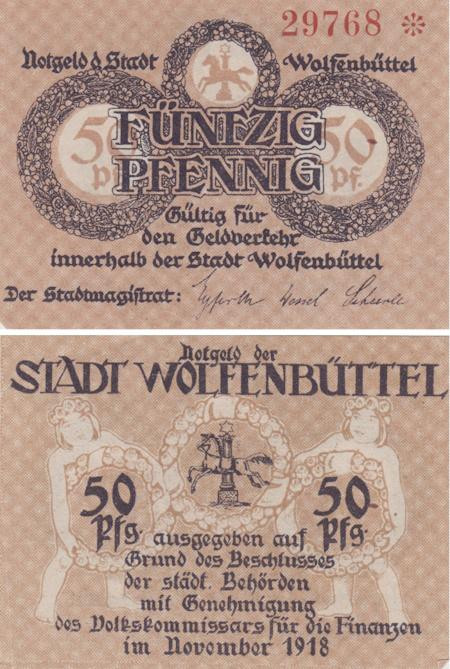 29768 *
Notgeld d. Stadt Wolfenbüttel
50 Pf. FÜNFZIG 50 Pf.
PFENNIG
Gültig für
den Geldverkehr
innerhalb der Stadt Wolfenbüttel
Der Stadtmagistrat:
Notgeld der
STADT WOLFENBÜTTEL
50 50
Pfg. ausgegeben auf Pfg.
Grund des Beschlusses
der städt. Behörden
mit Genehmigung
des Volkskommissars für die Finanzen
im November 1918